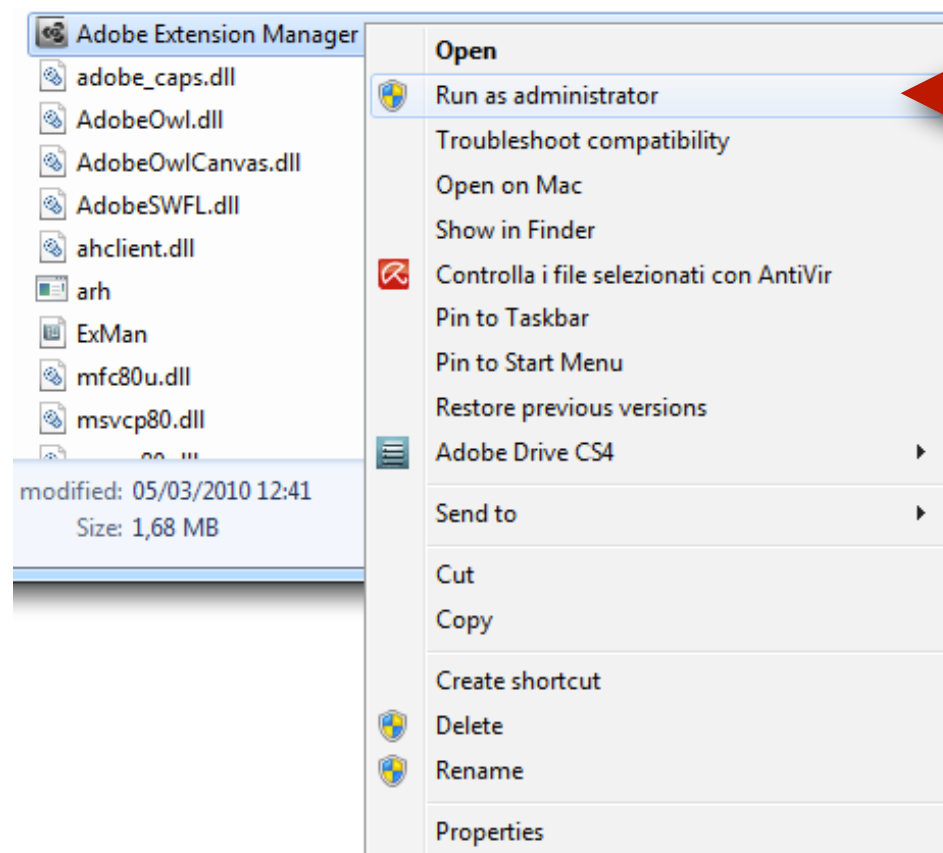 Adobe Extension Manager
adobe_caps.dll
AdobeOwl.dll
AdobeOwlCanvas.dll
AdobeSWFL.dll
ahclient.dll
arh
ExMan
mfc80u.dll
msvcp80.dll
modified: 05/03/2010 12:41
Size: 1,68 MB
Open
Run as administrator
Troubleshoot compatibility
Open on Mac
Show in Finder
Controlla i file selezionati con AntiVir
Pin to Taskbar
Pin to Start Menu
Restore previous versions
Adobe Drive CS4
Send to
Cut
Copy
Create shortcut
Delete
Rename
Properties